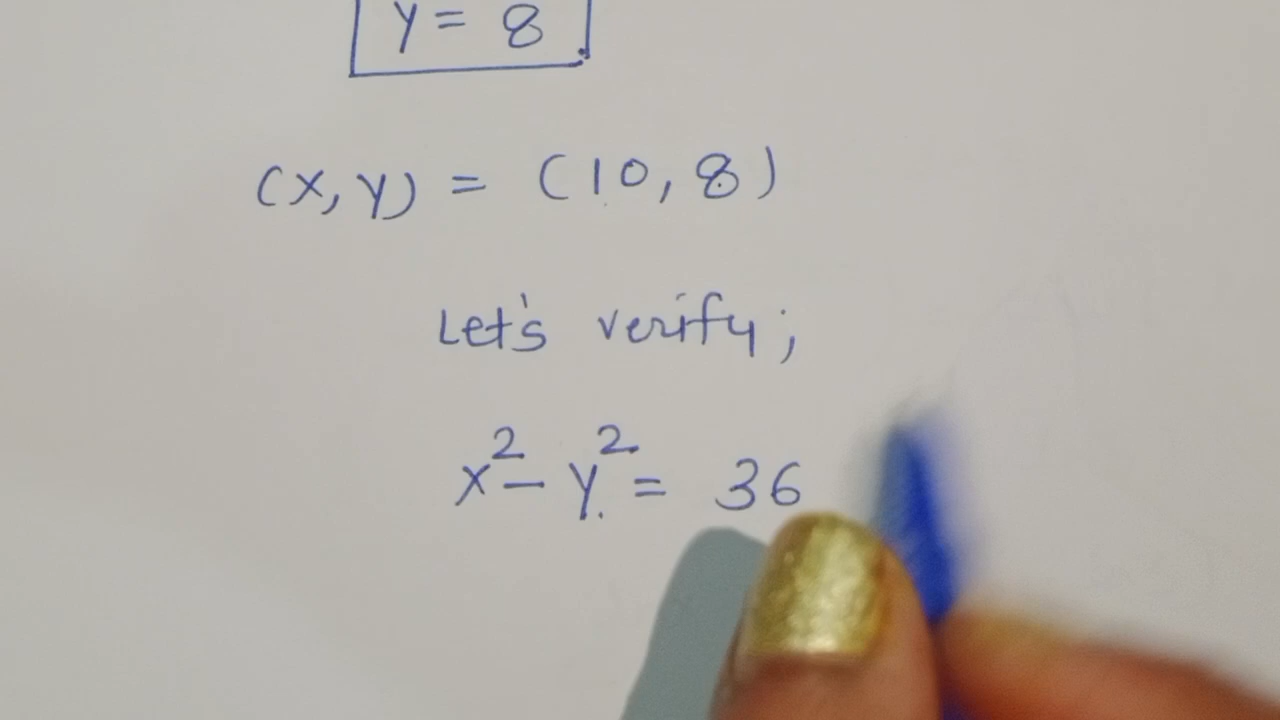 y = 8
(x, y) = (10, 8)
Let's verify;
x² - y² = 36